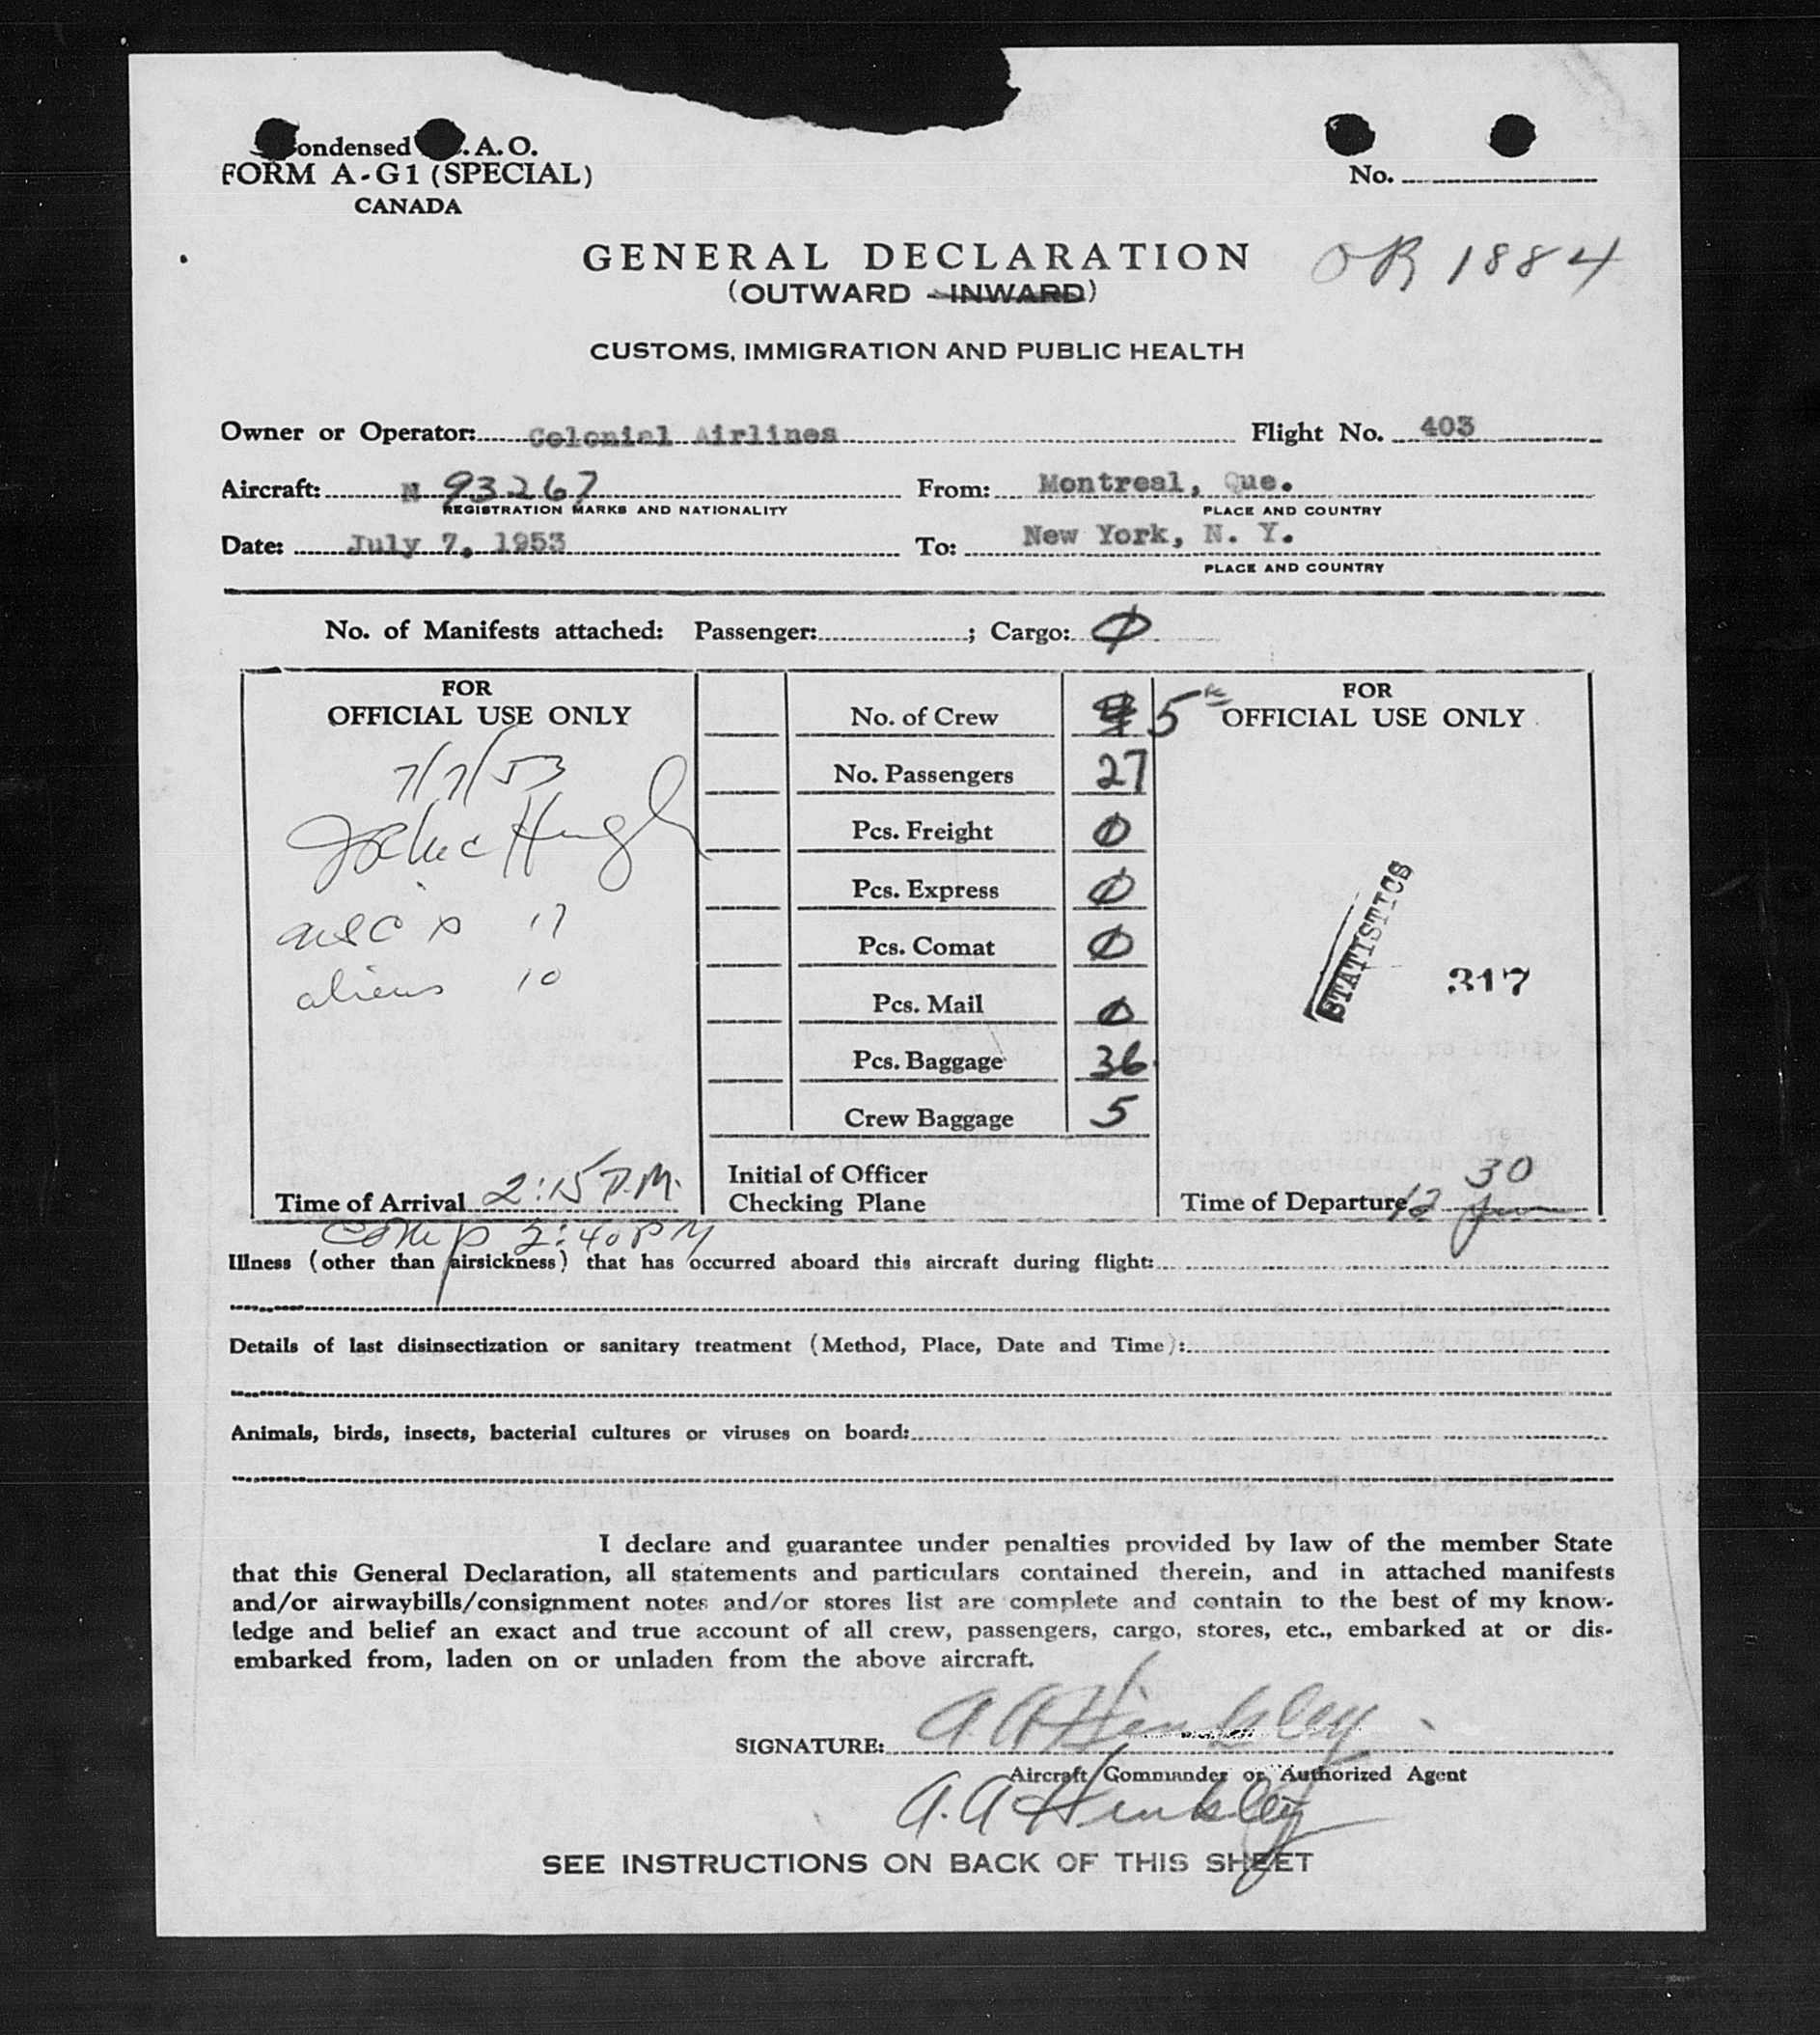 ondensed .A.O.
FORM A-G1 (SPECIAL)
CANADA
No.
GENERAL DECLARATION
OR 1884
(OUTWARD - INWARD)
CUSTOMS, IMMIGRATION AND PUBLIC HEALTH
Owner or Operator: Colonial Airlines Flight No. 403
Aircraft: N 93267 From: Montreal, Que.
REGISTRATION MARKS AND NATIONALITY PLACE AND COUNTRY
Date: July 7, 1953 To: New York, N. Y.
PLACE AND COUNTRY
No. of Manifests attached: Passenger: ; Cargo: 0
FOR
OFFICIAL USE ONLY
7/7/53
17
aliens 10
Time of Arrival 2:15 P.M.
Comp 2:40 PM
No. of Crew 4 5
No. Passengers 27
Pcs. Freight 0
Pcs. Express 0
Pcs. Comat 0
Pcs. Mail 0
Pcs. Baggage 36
Crew Baggage 5
Initial of Officer
Checking Plane
FOR
OFFICIAL USE ONLY
STATISTICS
317
Time of Departure 12 30
Illness (other than airsickness) that has occurred aboard this aircraft during flight:
Details of last disinsectization or sanitary treatment (Method, Place, Date and Time):
Animals, birds, insects, bacterial cultures or viruses on board:
I declare and guarantee under penalties provided by law of the member State
that this General Declaration, all statements and particulars contained therein, and in attached manifests
and/or airwaybills/consignment notes and/or stores list are complete and contain to the best of my know-
ledge and belief an exact and true account of all crew, passengers, cargo, stores, etc., embarked at or dis-
embarked from, laden on or unladen from the above aircraft.
SIGNATURE: A A Hinkley
Aircraft Commander or Authorized Agent
A. A Hinkley
SEE INSTRUCTIONS ON BACK OF THIS SHEET